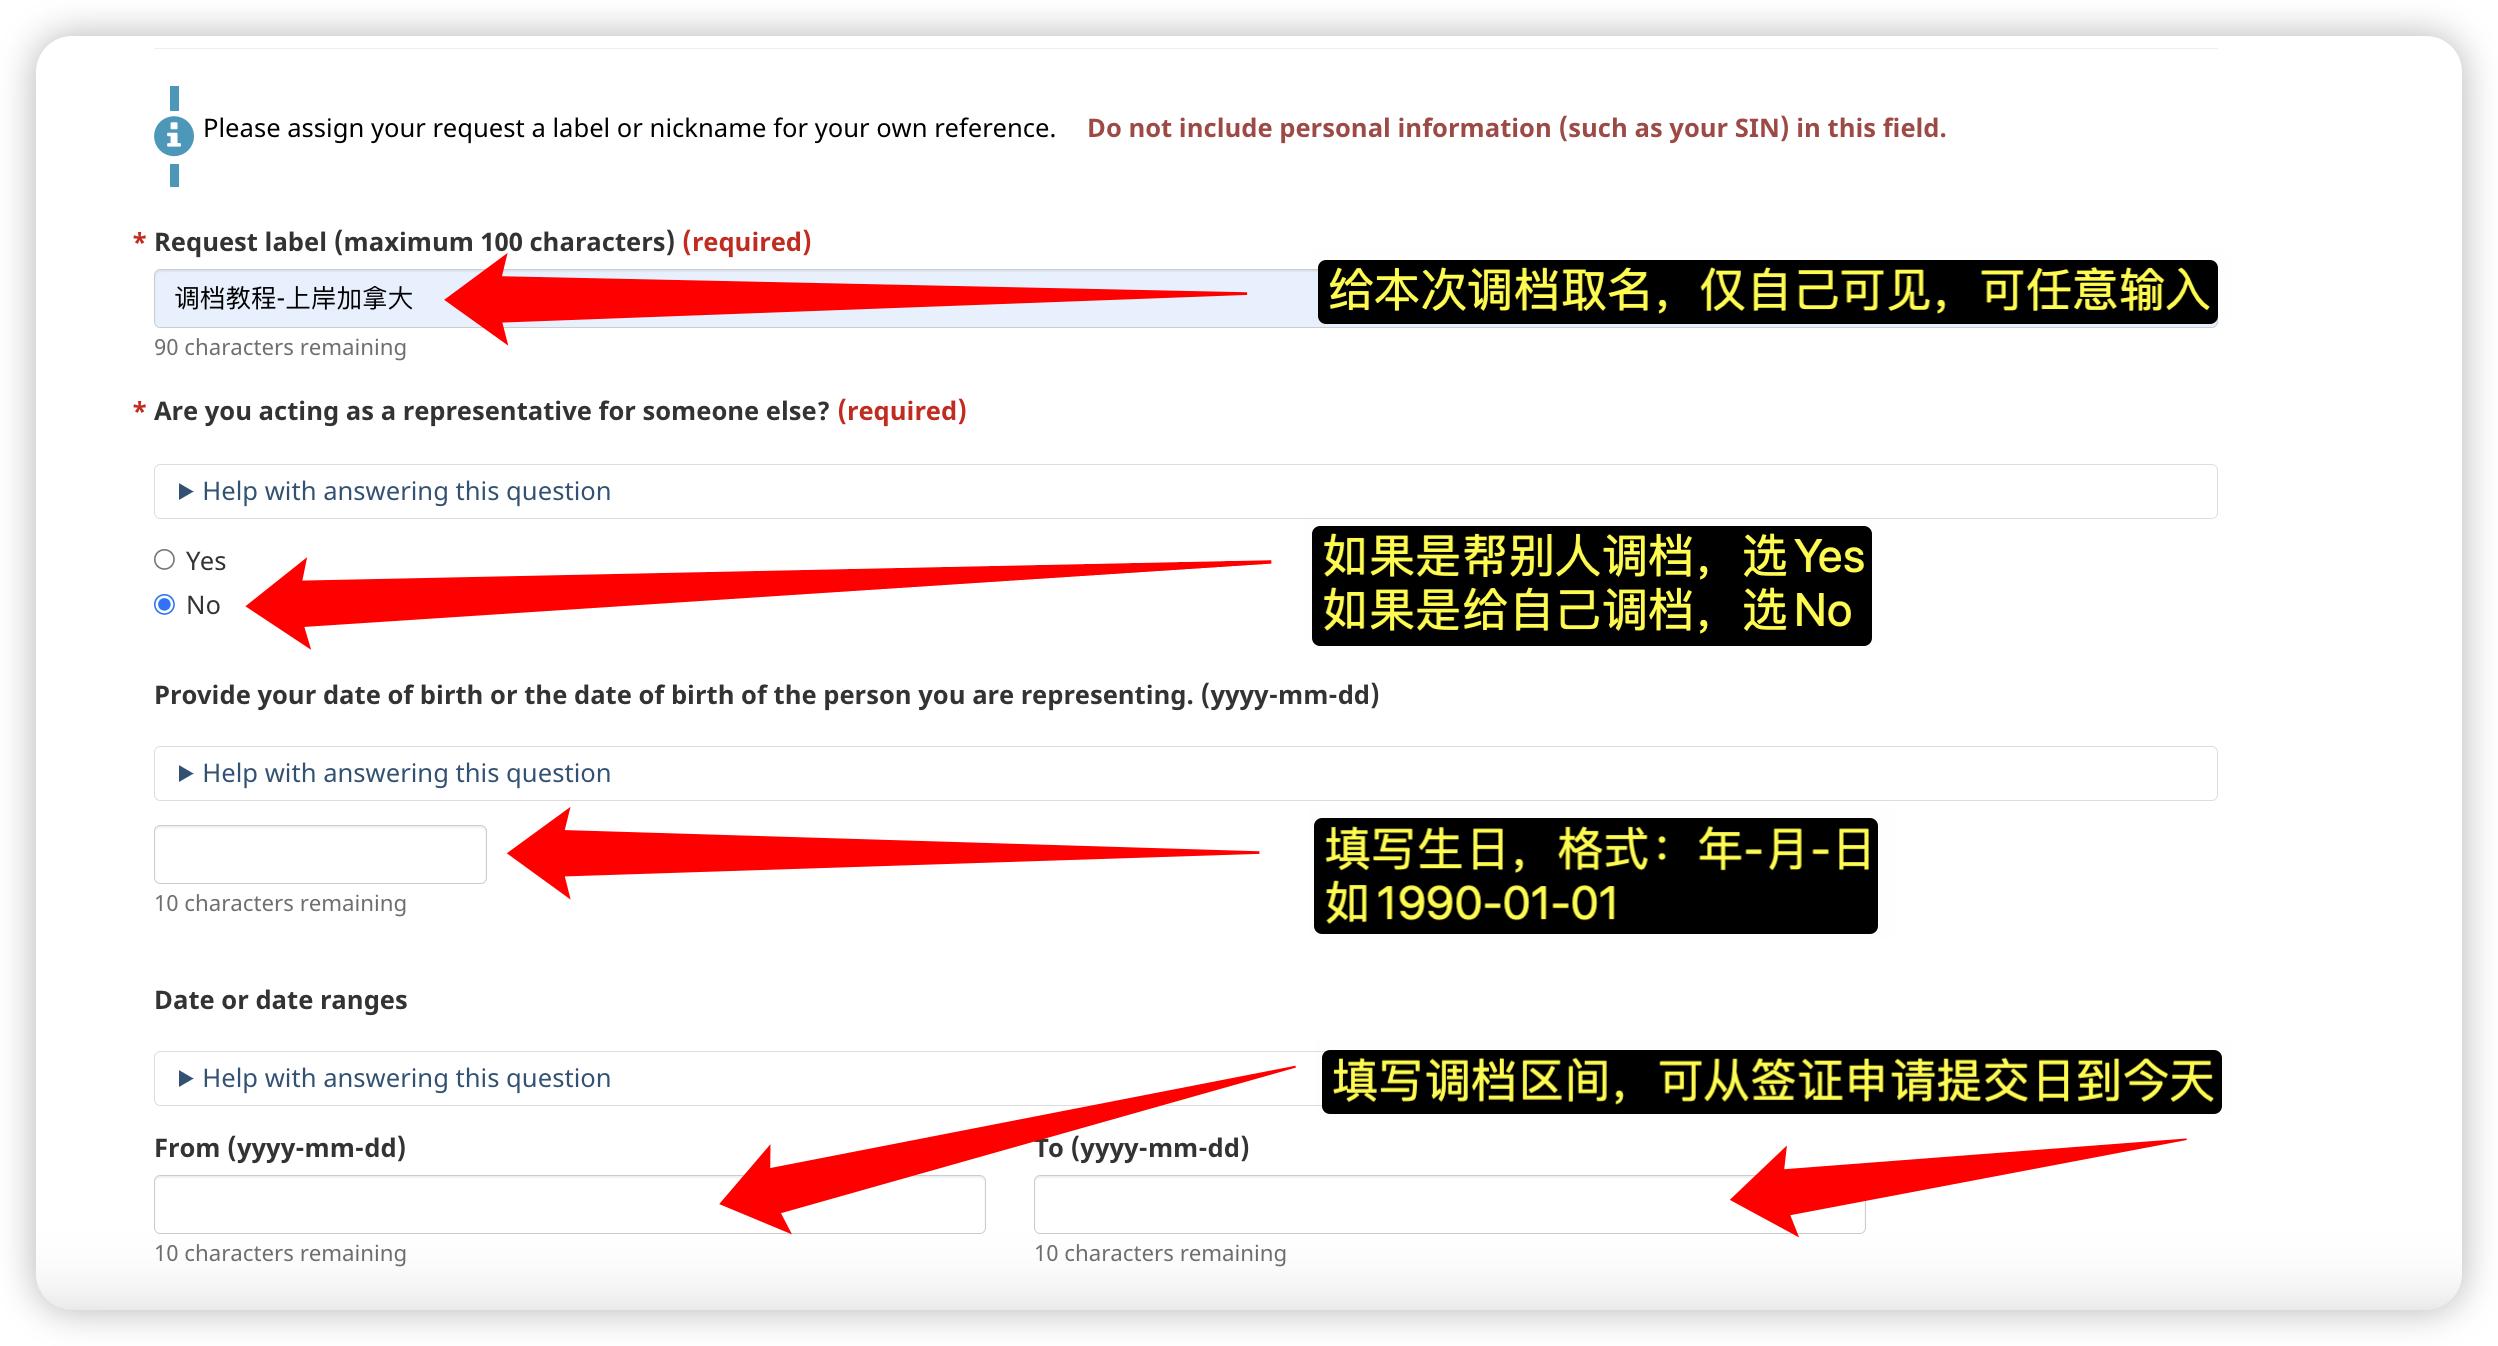 Please assign your request a label or nickname for your own reference. Do not include personal information (such as your SIN) in this field.
* Request label (maximum 100 characters) (required)
调档教程-上岸加拿大
给本次调档取名，仅自己可见，可任意输入
90 characters remaining
* Are you acting as a representative for someone else? (required)
Help with answering this question
Yes
No
如果是帮别人调档，选Yes
如果是给自己调档，选No
Provide your date of birth or the date of birth of the person you are representing. (yyyy-mm-dd)
Help with answering this question
填写生日，格式：年-月-日
如1990-01-01
10 characters remaining
Date or date ranges
Help with answering this question
填写调档区间，可从签证申请提交日到今天
From (yyyy-mm-dd)
To (yyyy-mm-dd)
10 characters remaining
10 characters remaining